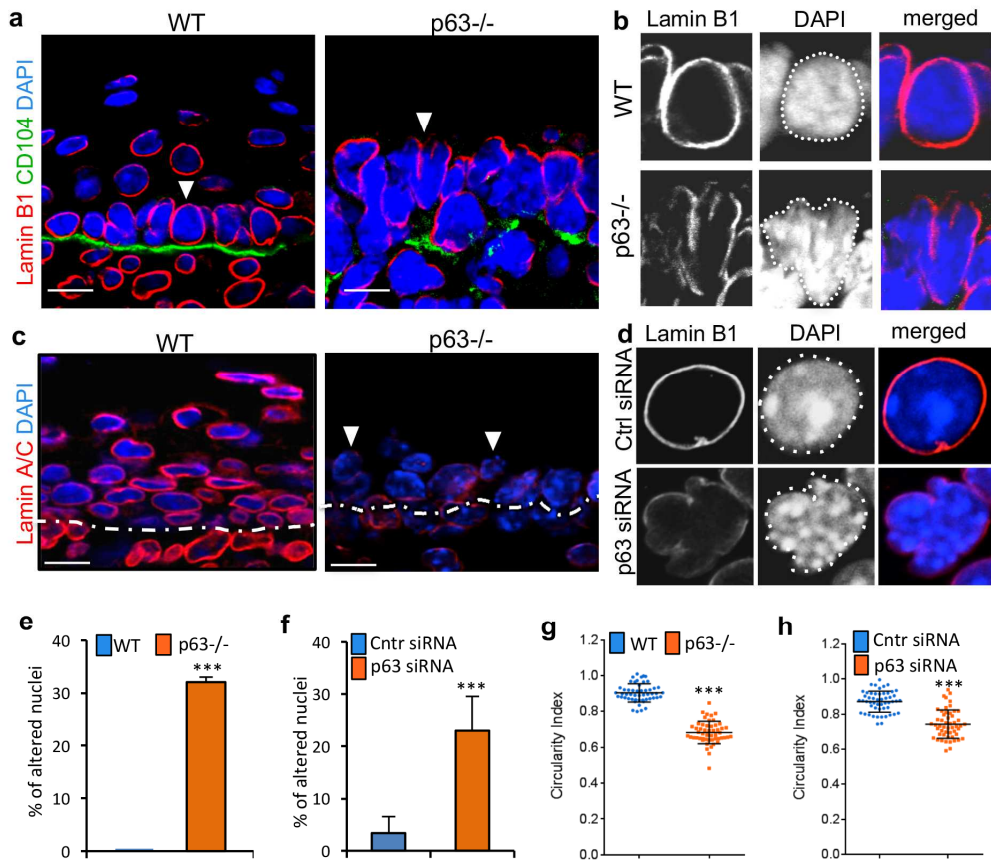 a
WT
p63-/-
Lamin B1 CD104 DAPI
b
Lamin B1
DAPI
merged
WT
p63-/-
c
WT
p63-/-
Lamin A/C DAPI
d
Lamin B1
DAPI
merged
Ctrl siRNA
p63 siRNA
e
WT
p63-/-
% of altered nuclei
40
30
20
10
0
***
f
Cntr siRNA
p63 siRNA
% of altered nuclei
40
30
20
10
0
***
g
WT
p63-/-
Circularity Index
1.2
1.0
0.8
0.6
0.4
0.2
0.0
***
h
Cntr siRNA
p63 siRNA
Circularity Index
1.2
1.0
0.8
0.6
0.4
0.2
0.0
***